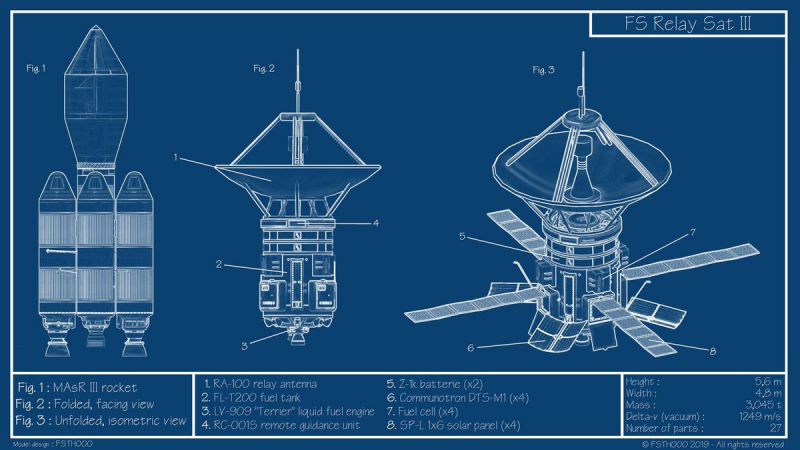 FS Relay Sat III
Fig. 1
Fig. 2
Fig. 3
1
4
2
3
5
7
6
8
Fig. 1 : MAsR III rocket
Fig. 2 : Folded, facing view
Fig. 3 : Unfolded, isometric view
1. RA-100 relay antenna
2. FL-T200 fuel tank
3. LV-909 "Terrier" liquid fuel engine
4. RC-001S remote guidance unit
5. Z-1k batterie (x2)
6. Communotron DTS-M1 (x4)
7. Fuel cell (x4)
8. SP-L 1x6 solar panel (x4)
Height : 5,6 m
Width : 4,8 m
Mass : 3,045 t
Delta-v (vacuum) : 1249 m/s
Number of parts : 27
Model design : FSTH000
© FSTH000 2019 - All rights reserved